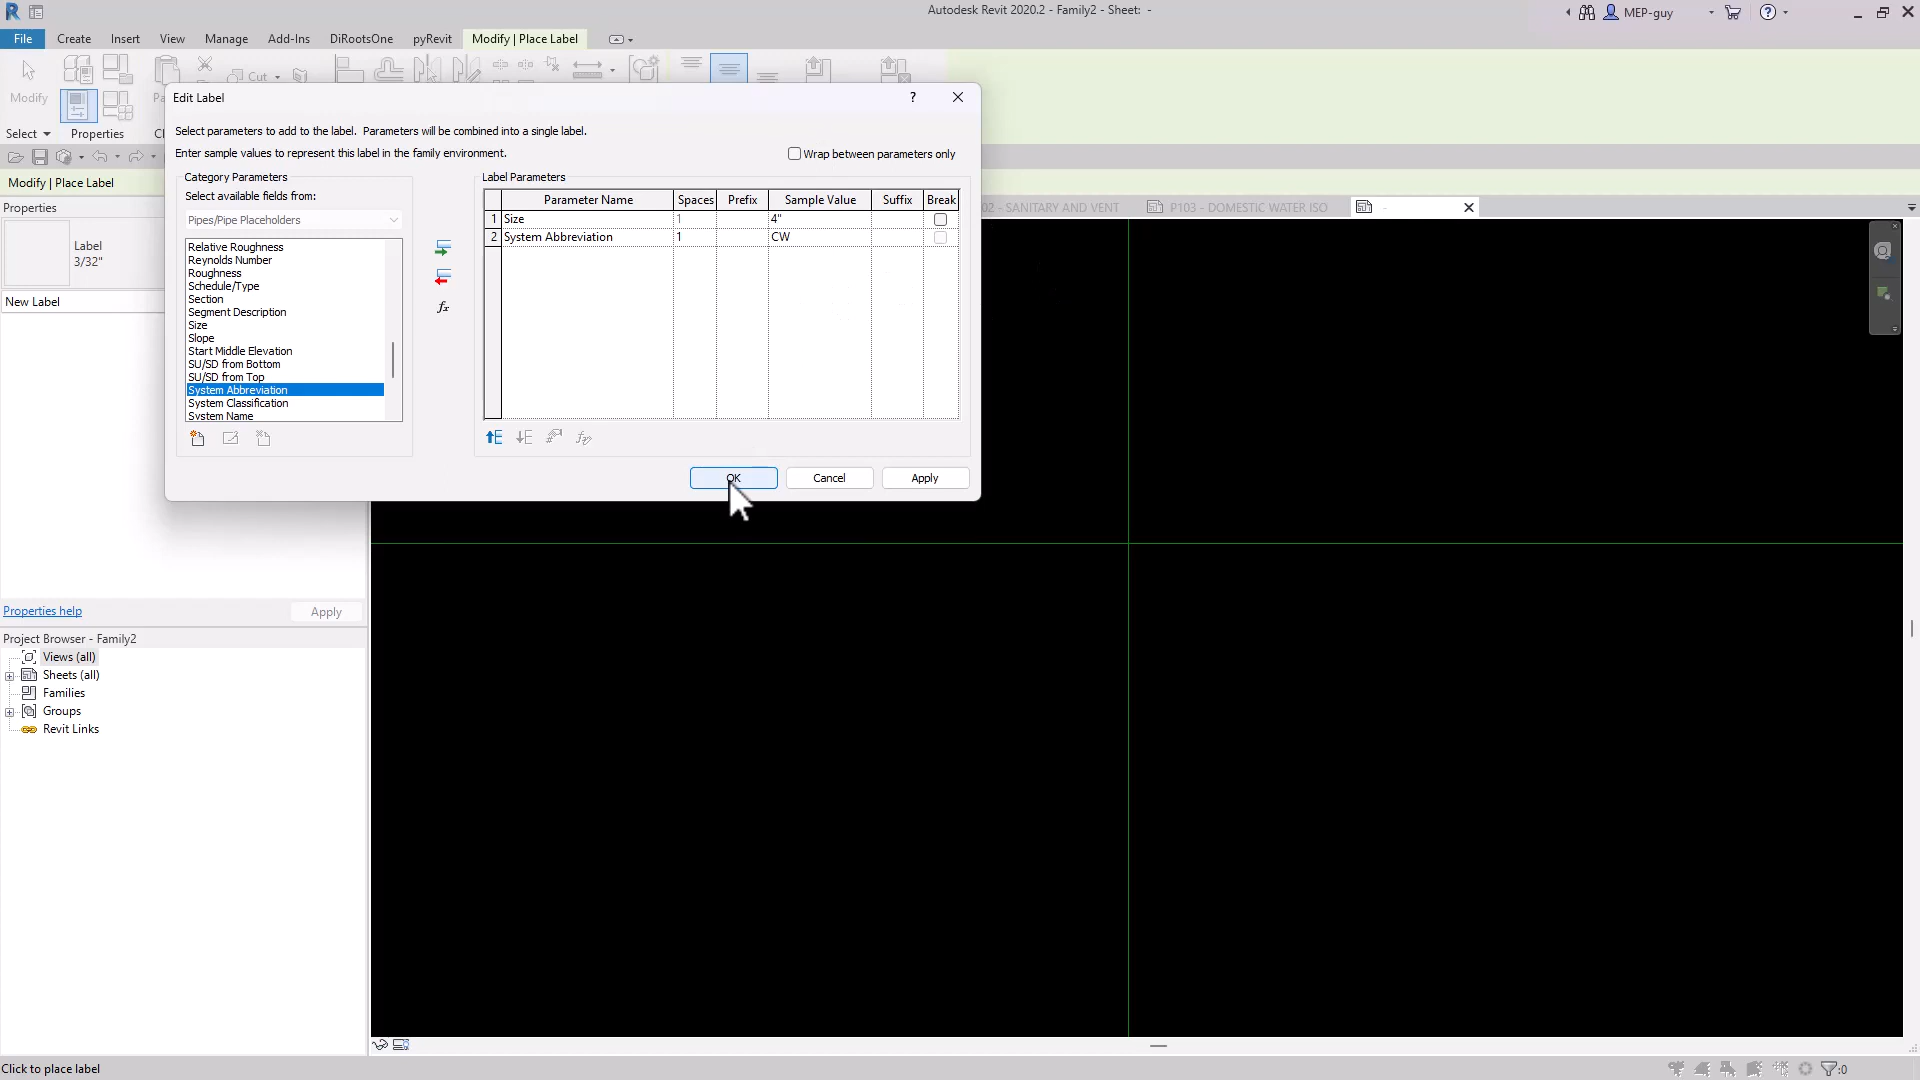 Autodesk Revit 2020.2 - Family2 - Sheet: -
MEP-guy
File Create Insert View Manage Add-Ins DiRootsOne pyRevit Modify | Place Label
Cut
Modify
Select Properties
Modify | Place Label
Properties
Label
3/32"
New Label
Edit Label
Select parameters to add to the label. Parameters will be combined into a single label.
Enter sample values to represent this label in the family environment.
Wrap between parameters only
Category Parameters
Select available fields from:
Pipes/Pipe Placeholders
Relative Roughness
Reynolds Number
Roughness
Schedule/Type
Section
Segment Description
Size
Slope
Start Middle Elevation
SU/SD from Bottom
SU/SD from Top
System Abbreviation
System Classification
System Name
fx
Label Parameters
Parameter Name Spaces Prefix Sample Value Suffix Break
1 Size 1 4"
2 System Abbreviation 1 CW
OK Cancel Apply
02 - SANITARY AND VENT P103 - DOMESTIC WATER ISO -
Properties help Apply
Project Browser - Family2
Views (all)
Sheets (all)
Families
Groups
Revit Links
Click to place label
:0